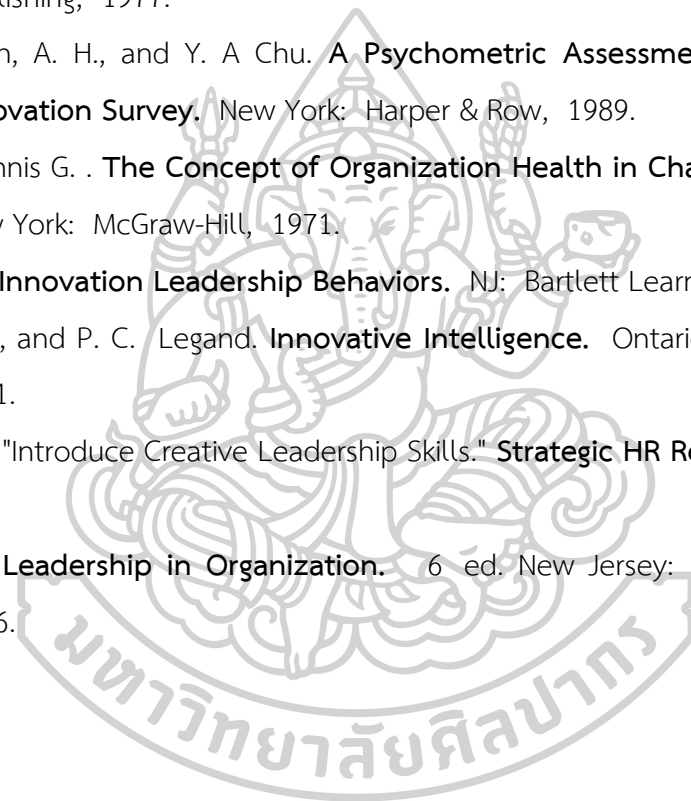 lishing, 1977.
n, A. H., and Y. A Chu. A Psychometric Assessme
ovation Survey. New York: Harper & Row, 1989.
nnis G. . The Concept of Organization Health in Cha
York: McGraw-Hill, 1971.
Innovation Leadership Behaviors. NJ: Bartlett Learn
, and P. C. Legand. Innovative Intelligence. Ontari
1.
"Introduce Creative Leadership Skills." Strategic HR R
Leadership in Organization. 6 ed. New Jersey:
6.
มหาวิทยาลัยศิลปากร